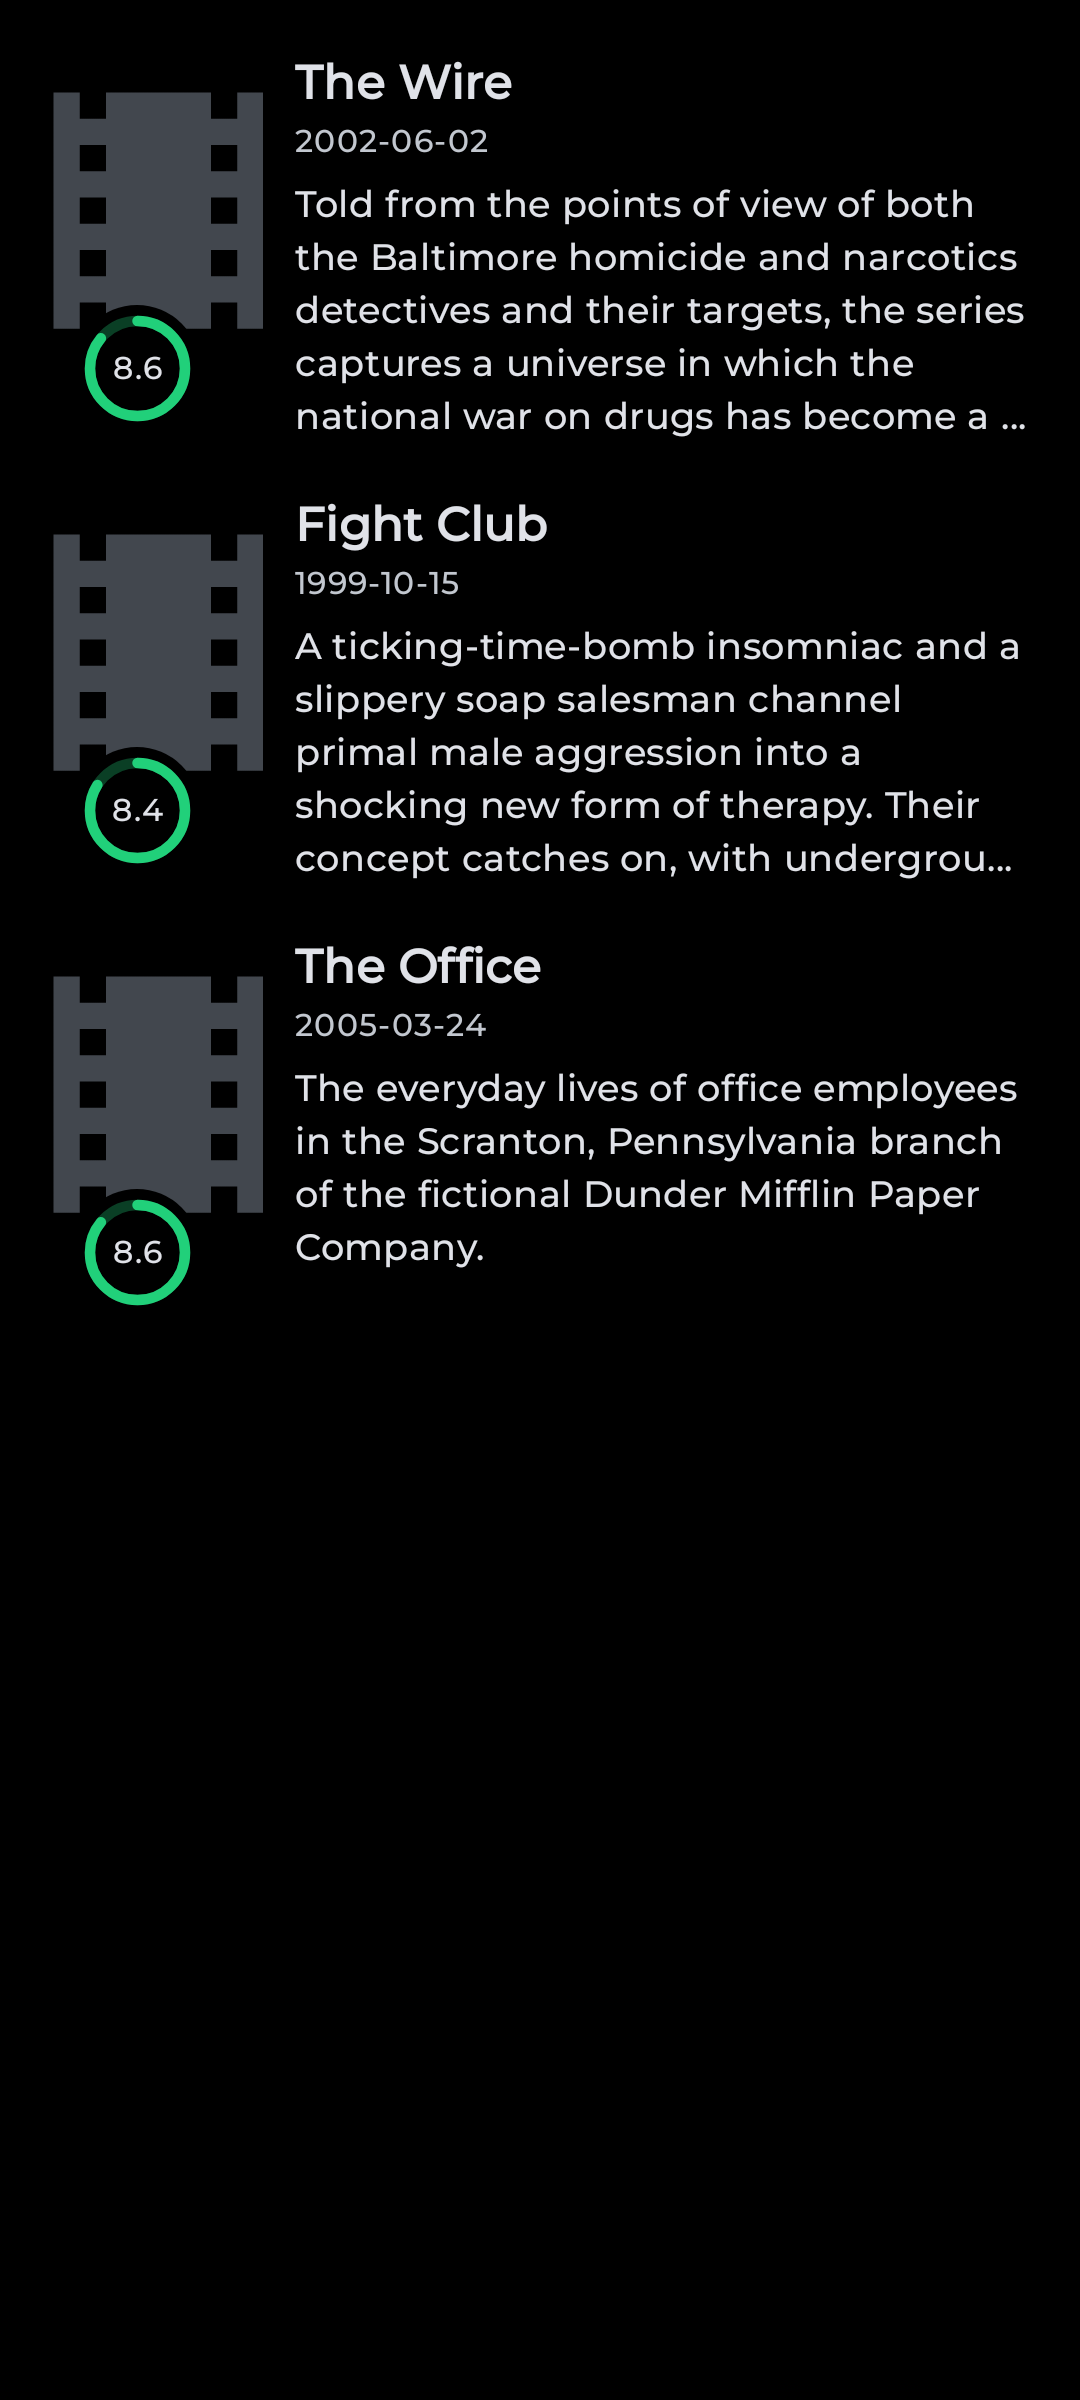 The Wire
2002-06-02
Told from the points of view of both
the Baltimore homicide and narcotics
detectives and their targets, the series
captures a universe in which the
national war on drugs has become a ...
8.6
Fight Club
1999-10-15
A ticking-time-bomb insomniac and a
slippery soap salesman channel
primal male aggression into a
shocking new form of therapy. Their
concept catches on, with undergrou...
8.4
The Office
2005-03-24
The everyday lives of office employees
in the Scranton, Pennsylvania branch
of the fictional Dunder Mifflin Paper
Company.
8.6